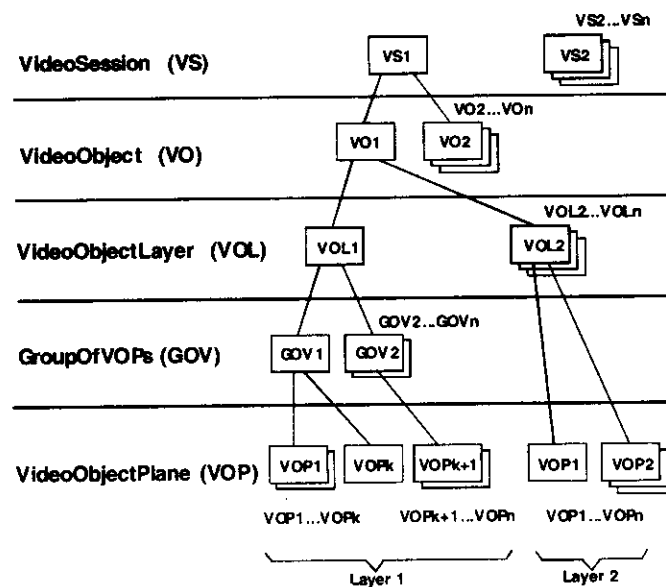 VS2...VSn
VideoSession (VS)
VS1
VS2
VO2...VOn
VideoObject (VO)
VO1
VO2
VOL2...VOLn
VideoObjectLayer (VOL)
VOL1
VOL2
GOV2...GOVn
GroupOfVOPs (GOV)
GOV1
GOV2
VideoObjectPlane (VOP)
VOP1
VOPk
VOPk+1
VOP1
VOP2
VOP1...VOPk
VOPk+1...VOPn
VOP1...VOPn
Layer 1
Layer 2